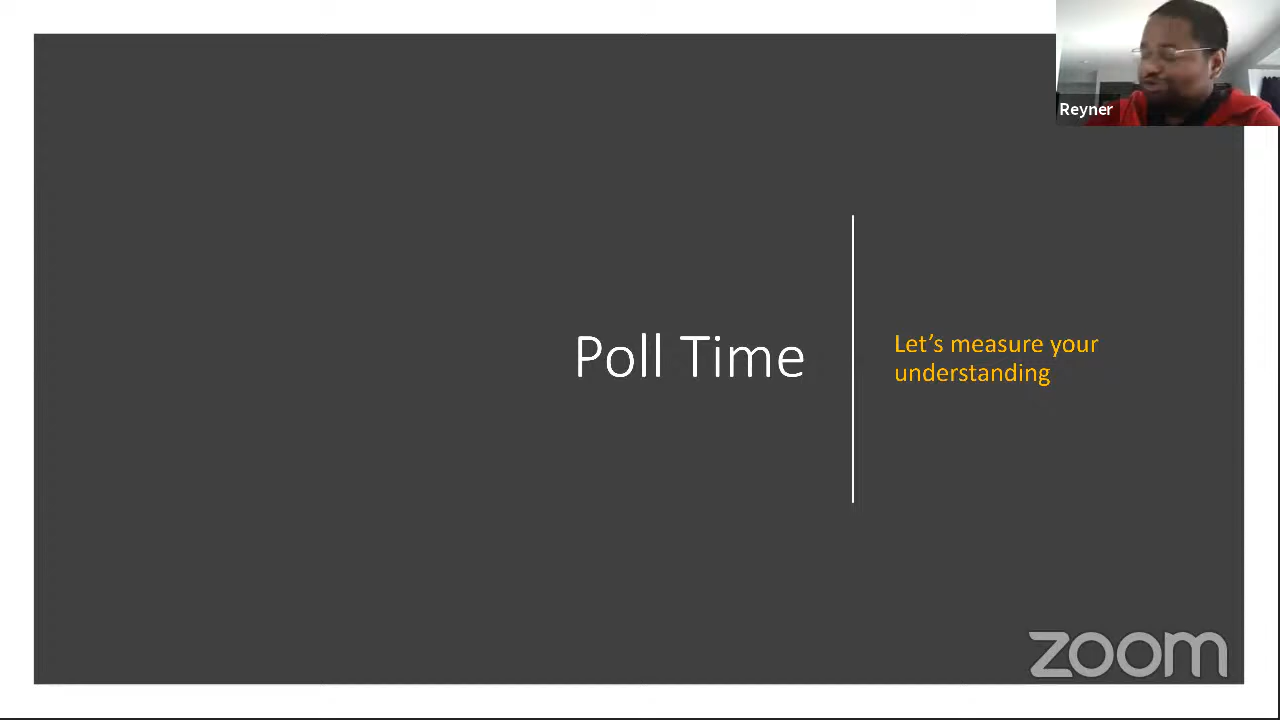 Reyner
Poll Time
Let’s measure your
understanding
zoom